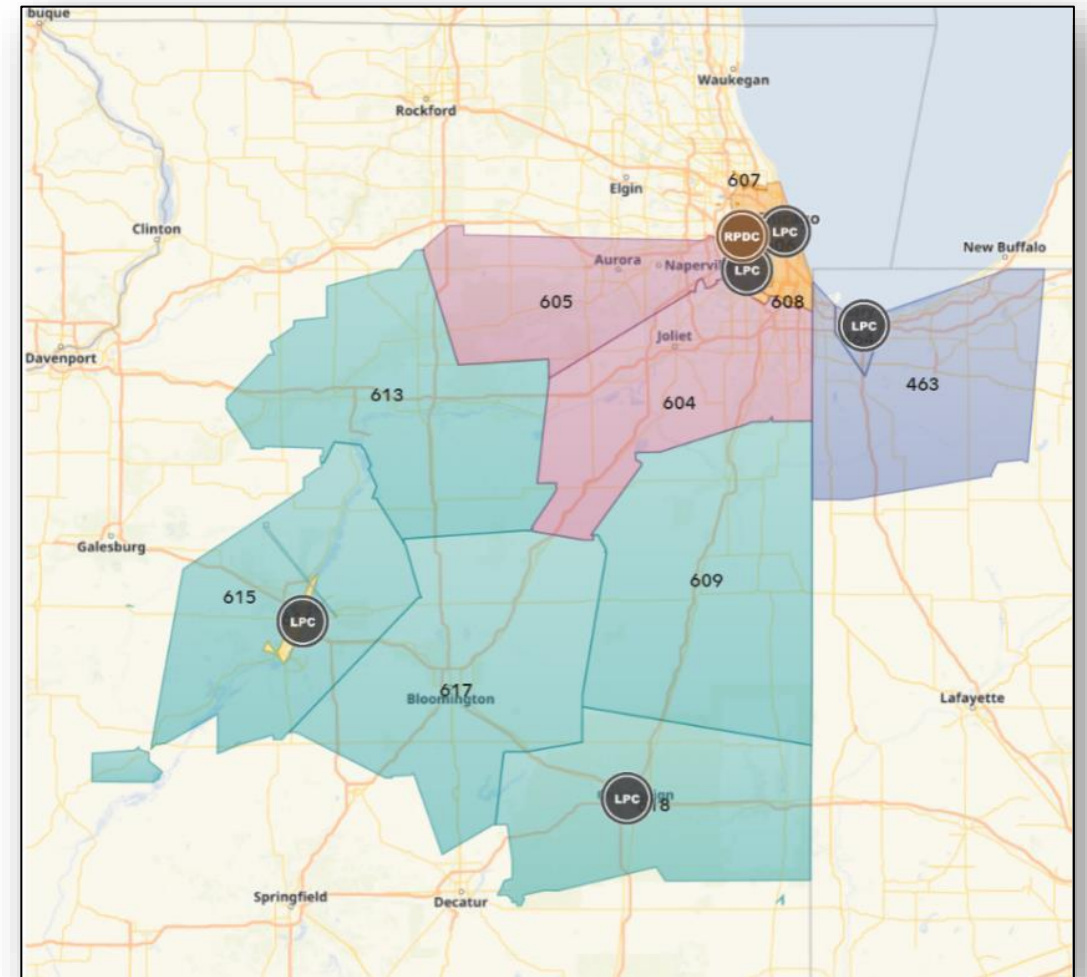 buque
Waukegan
Rockford
607
Elgin
Clinton
RPDC
LPC
New Buffalo
Aurora
Napervil
LPC
605
608
LPC
Joliet
Davenport
463
613
604
Galesburg
609
615
LPC
617
Bloomington
Lafayette
LPC
Springfield
Decatur